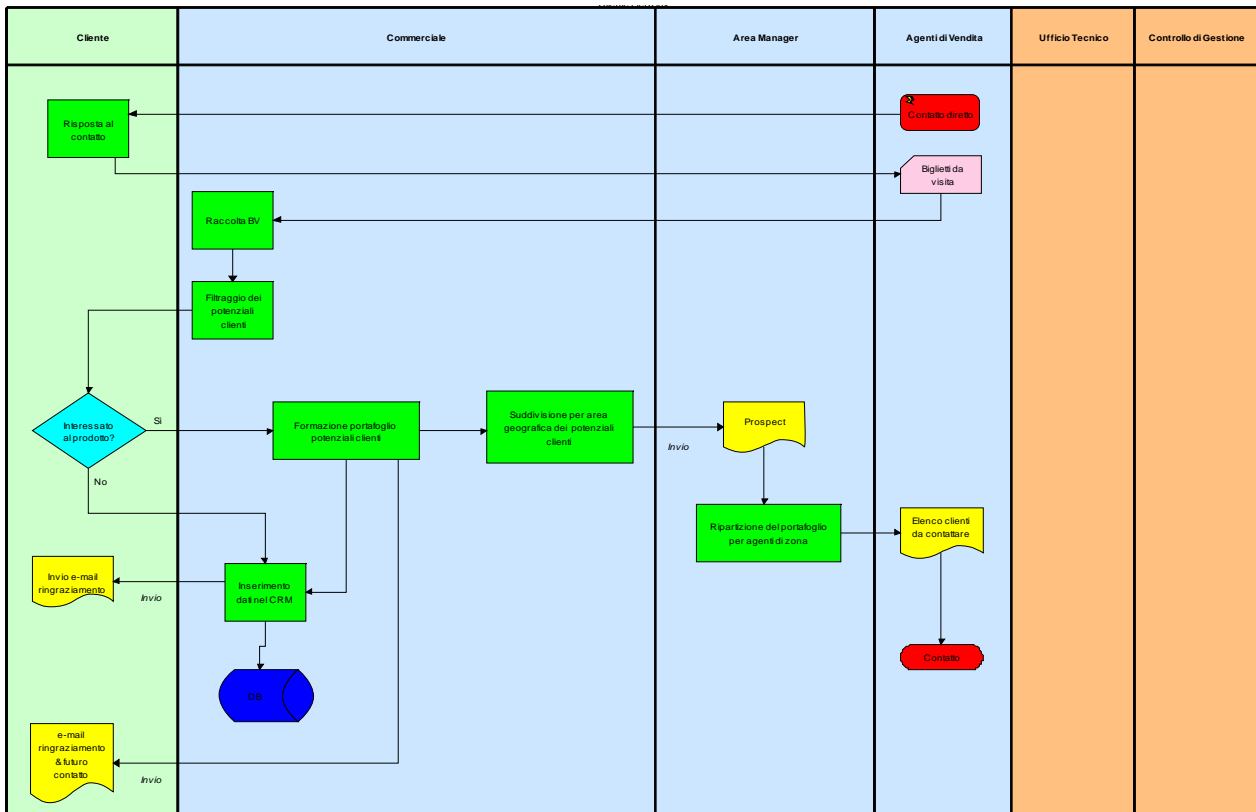 Cliente
Commerciale
Area Manager
Agenti di Vendita
Ufficio Tecnico
Controllo di Gestione
Risposta al
contatto
Contatto diretto
Biglietti da
visita
Raccolta BV
Filtraggio dei
potenziali
clienti
Interessato
al prodotto?
Sì
No
Formazione portafoglio
potenziali clienti
Suddivisione per area
geografica dei potenziali
clienti
Invio
Prospect
Ripartizione del portafoglio
per agenti di zona
Elenco clienti
da contattare
Invio e-mail
ringraziamento
Invio
Inserimento
dati nel CRM
Contatto
DB
e-mail
ringraziamento
& futuro
contatto
Invio